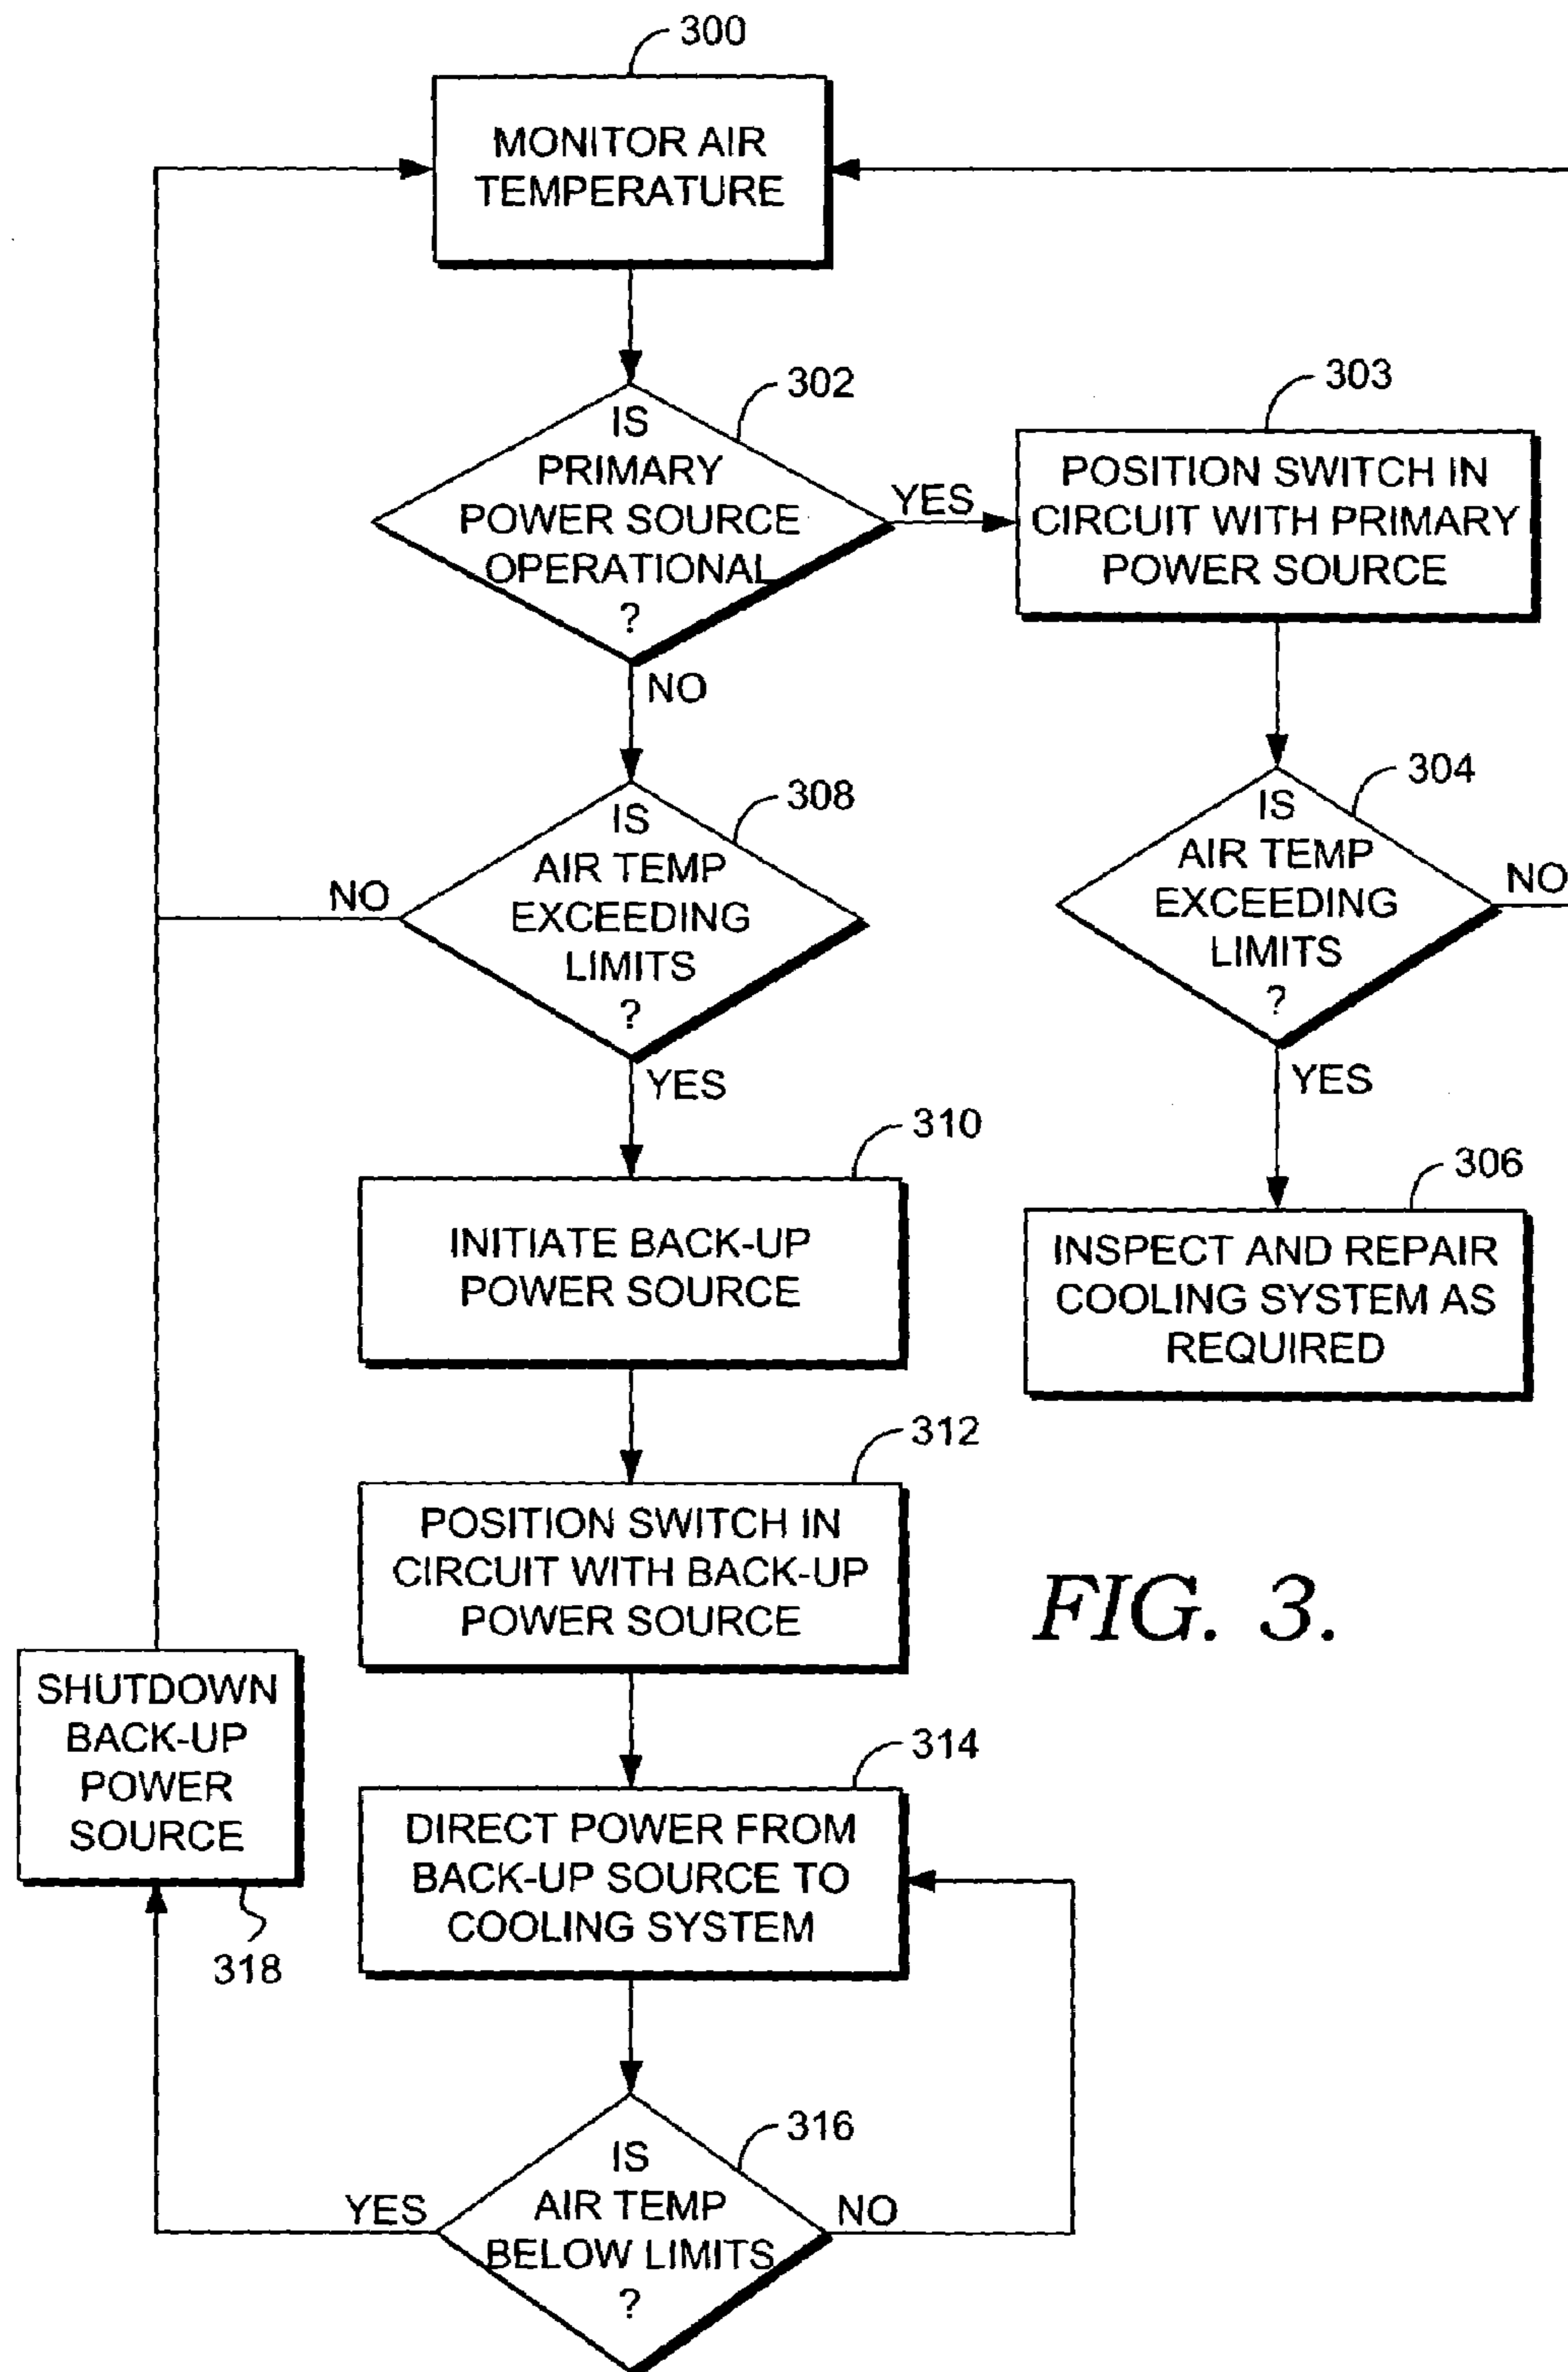 300
MONITOR AIR
TEMPERATURE
302
IS
PRIMARY
POWER SOURCE
OPERATIONAL
?
YES
NO
303
POSITION SWITCH IN
CIRCUIT WITH PRIMARY
POWER SOURCE
304
IS
AIR TEMP
EXCEEDING
LIMITS
?
NO
YES
306
INSPECT AND REPAIR
COOLING SYSTEM AS
REQUIRED
308
IS
AIR TEMP
EXCEEDING
LIMITS
?
NO
YES
310
INITIATE BACK-UP
POWER SOURCE
312
POSITION SWITCH IN
CIRCUIT WITH BACK-UP
POWER SOURCE
FIG. 3.
314
DIRECT POWER FROM
BACK-UP SOURCE TO
COOLING SYSTEM
316
IS
AIR TEMP
BELOW LIMITS
?
YES
NO
SHUTDOWN
BACK-UP
POWER
SOURCE
318